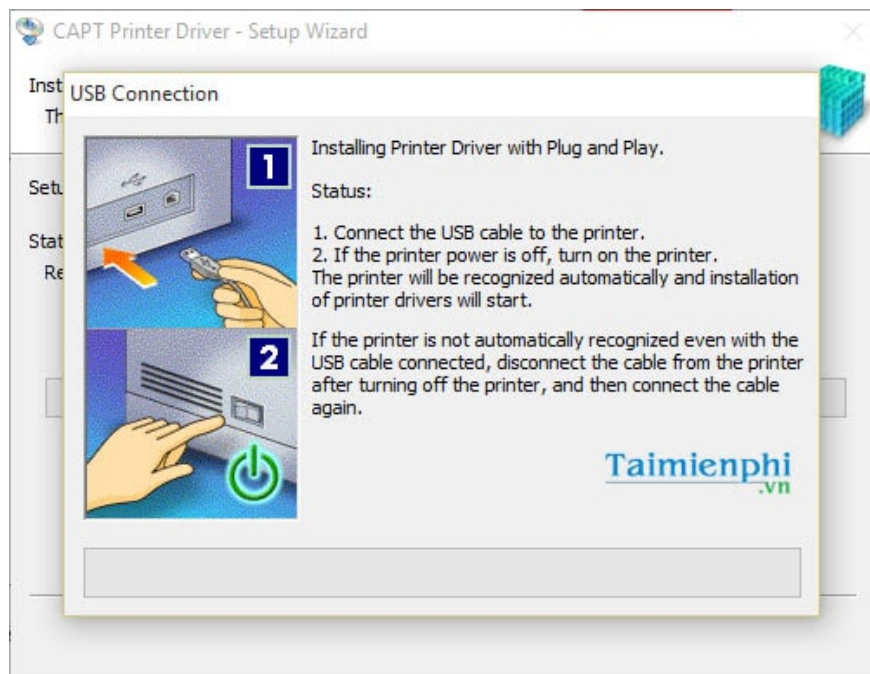 CAPT Printer Driver - Setup Wizard
USB Connection
1
Installing Printer Driver with Plug and Play.
Status:
1. Connect the USB cable to the printer.
2. If the printer power is off, turn on the printer.
The printer will be recognized automatically and installation
of printer drivers will start.
2
If the printer is not automatically recognized even with the
USB cable connected, disconnect the cable from the printer
after turning off the printer, and then connect the cable
again.
Taimienphi
.vn